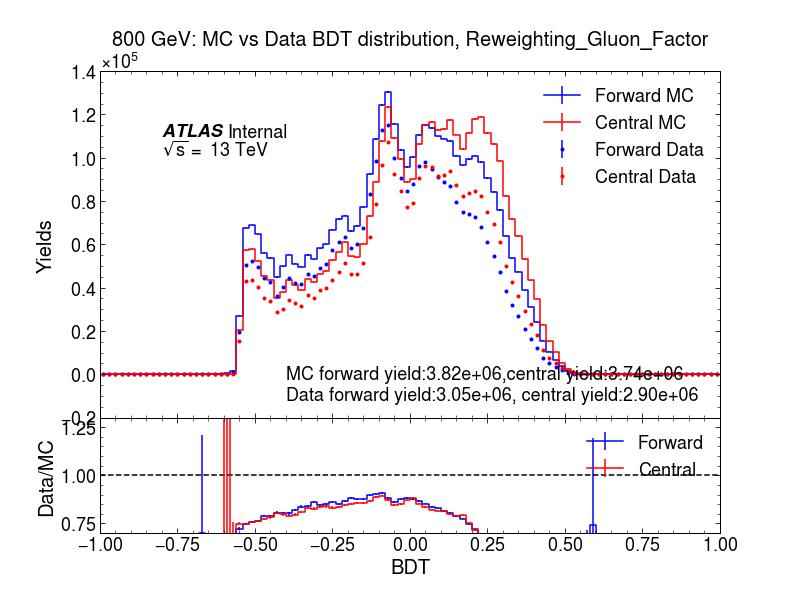 800 GeV: MC vs Data BDT distribution, Reweighting_Gluon_Factor
×10⁵
1.4
1.2
1.0
0.8
0.6
0.4
0.2
0.0
0.2
Yields
ATLAS Internal
√s = 13 TeV
Forward MC
Central MC
Forward Data
Central Data
MC forward yield:3.82e+06,central yield:3.74e+06
Data forward yield:3.05e+06, central yield:2.90e+06
1.25
1.00
0.75
Data/MC
Forward
Central
−1.00 −0.75 −0.50 −0.25 0.00 0.25 0.50 0.75 1.00
BDT